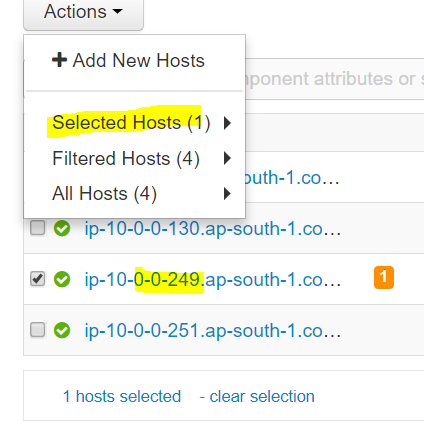 Actions
Add New Hosts
mponent attributes or s
Selected Hosts (1)
Filtered Hosts (4)
outh-1.co…
All Hosts (4)
ip-10-0-0-130.ap-south-1.co…
ip-10-0-0-249.ap-south-1.co… 1
ip-10-0-0-251.ap-south-1.co…
1 hosts selected - clear selection